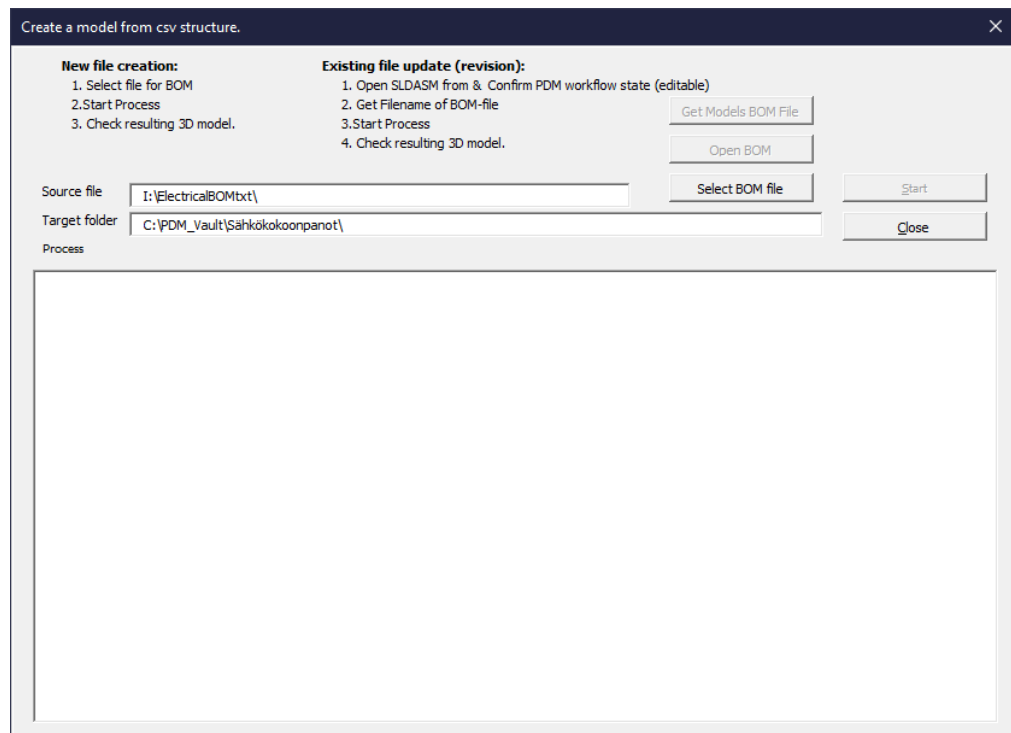 Create a model from csv structure.
New file creation:
1. Select file for BOM
2.Start Process
3. Check resulting 3D model.
Existing file update (revision):
1. Open SLDASM from & Confirm PDM workflow state (editable)
2. Get Filename of BOM-file
3.Start Process
4. Check resulting 3D model.
Get Models BOM File
Open BOM
Source file I:\ElectricalBOMtxt\ Select BOM file Start
Target folder C:\PDM_Vault\Sähkökokoonpanot\ Close
Process